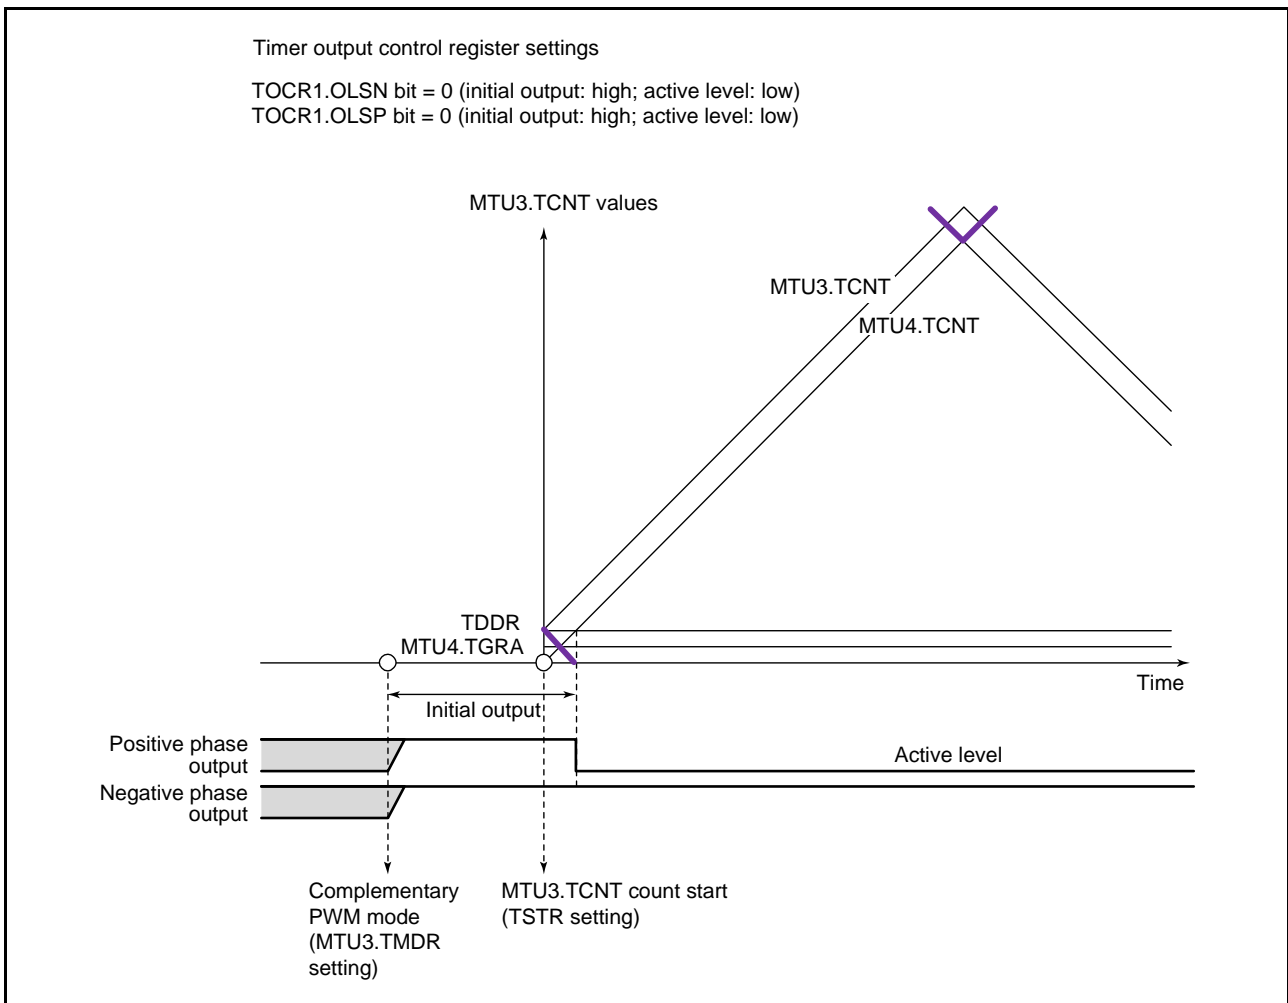 Timer output control register settings
TOCR1.OLSN bit = 0 (initial output: high; active level: low)
TOCR1.OLSP bit = 0 (initial output: high; active level: low)
MTU3.TCNT values
MTU3.TCNT
MTU4.TCNT
TDDR
MTU4.TGRA
Time
Initial output
Positive phase
output
Active level
Negative phase
output
Complementary
PWM mode
(MTU3.TMDR
setting)
MTU3.TCNT count start
(TSTR setting)